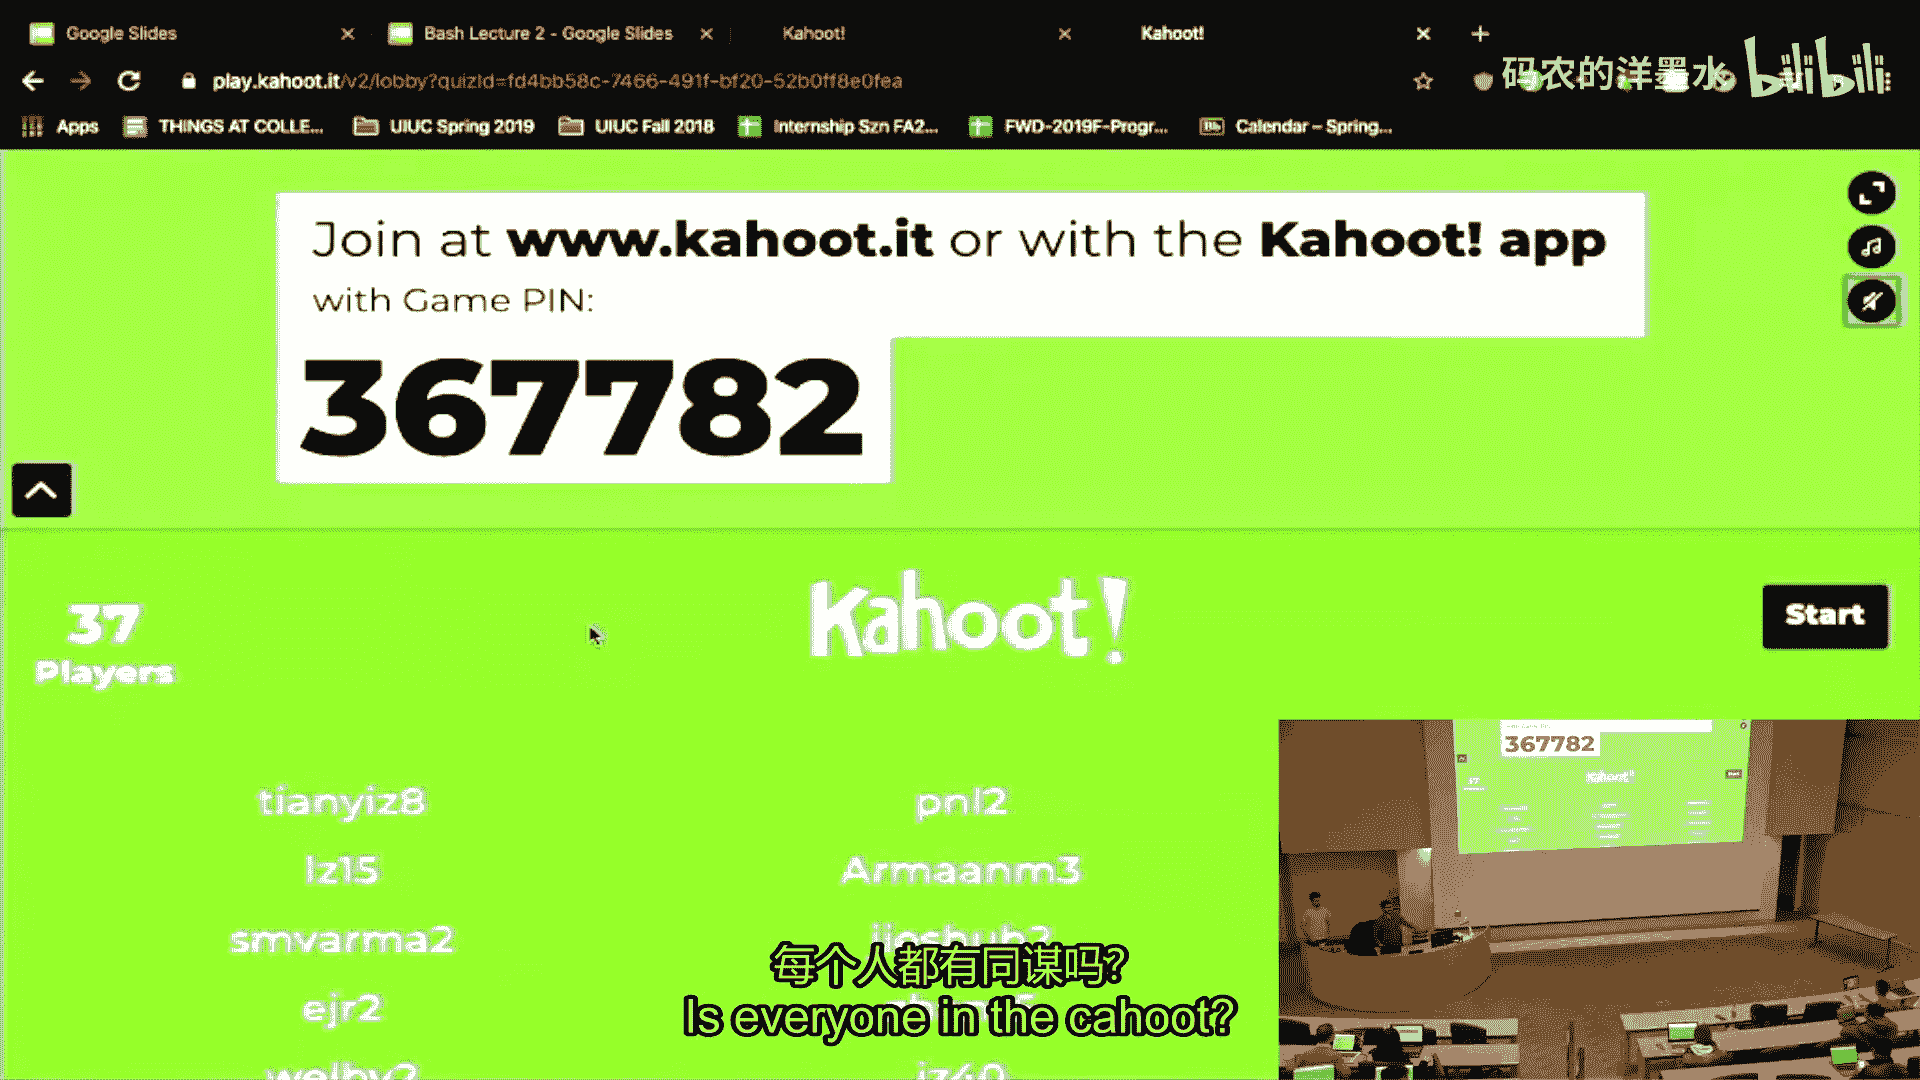 Google Slides
Bash Lecture 2 - Google Slides
Kahoot!
Kahoot!
play.kahoot.it/v2/lobby?quizId=fd4bb58c-7466-491f-bf20-52b0ff8e0fea
码农的洋墨水 bilibili
Apps
THINGS AT COLLE...
UIUC Spring 2019
UIUC Fall 2018
Internship Szn FA2...
FWD-2019F-Progr...
Calendar – Spring...
Join at www.kahoot.it or with the Kahoot! app
with Game PIN:
367782
37
Players
Kahoot!
Start
tianyiz8
pnl2
lz15
Armaanm3
smvarma2
ejr2
每个人都有同谋吗?
Is everyone in the cahoot?
367782
Kahoot!